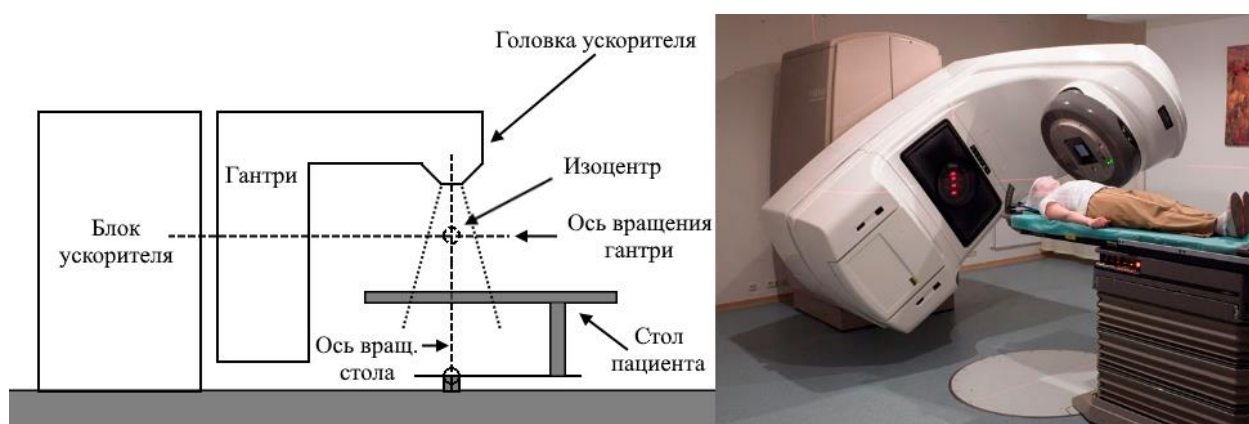 Головка ускорителя
Гантри
Изоцентр
Блок
ускорителя
Ось вращения
гантри
Ось вращ.
стола
Стол
пациента